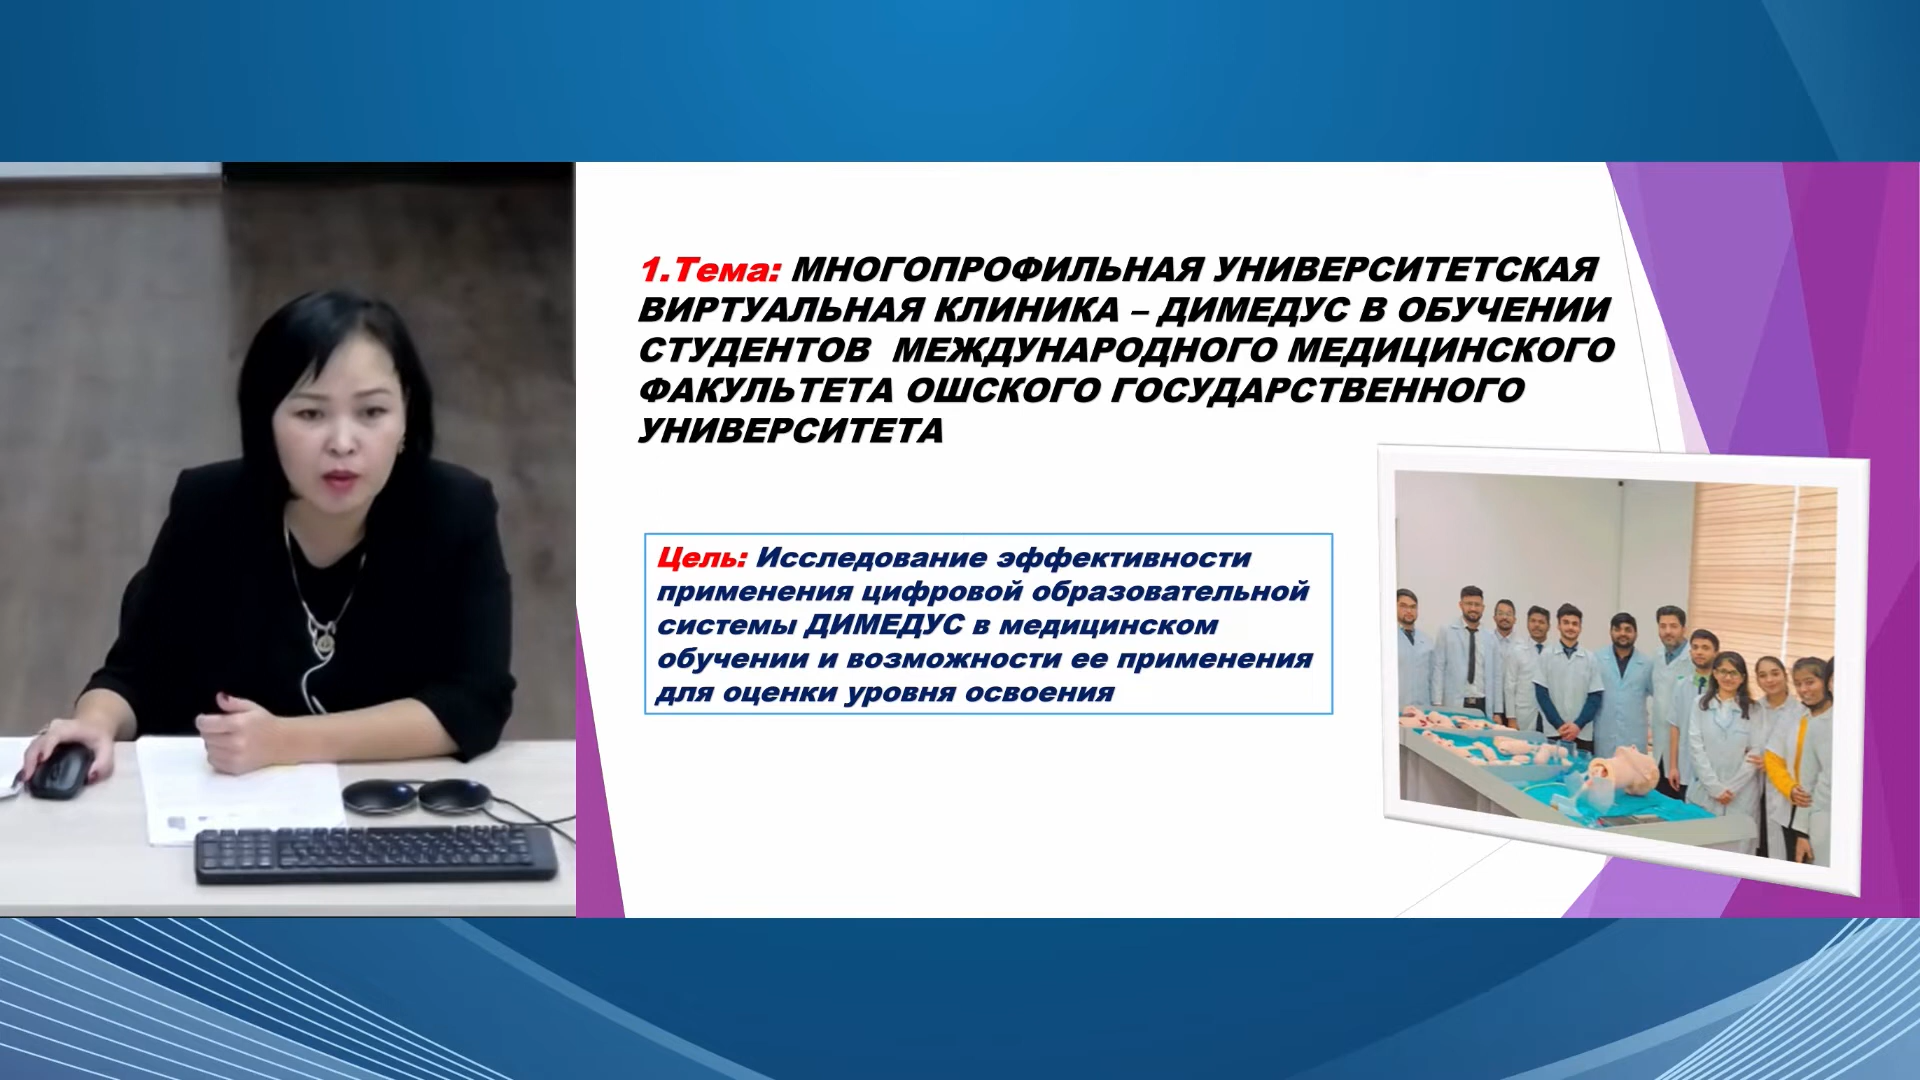 1.Тема: МНОГОПРОФИЛЬНАЯ УНИВЕРСИТЕТСКАЯ
ВИРТУАЛЬНАЯ КЛИНИКА – ДИМЕДУС В ОБУЧЕНИИ
СТУДЕНТОВ МЕЖДУНАРОДНОГО МЕДИЦИНСКОГО
ФАКУЛЬТЕТА ОШСКОГО ГОСУДАРСТВЕННОГО
УНИВЕРСИТЕТА
Цель: Исследование эффективности
применения цифровой образовательной
системы ДИМЕДУС в медицинском
обучении и возможности ее применения
для оценки уровня освоения